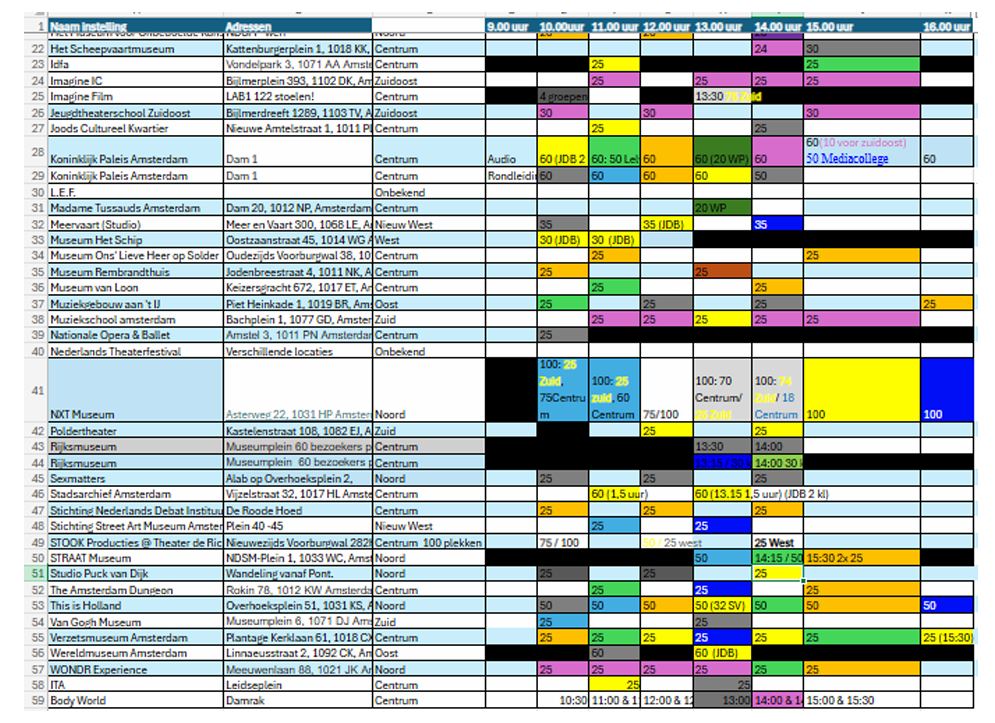 1 Naam instelling Adressen 9.00 uur 10.00uur 11.00 uur 12.00 uur 13.00 uur 14.00 uur 15.00 uur 16.00 uur
22 Het Scheepvaartmuseum Kattenburgerplein 1, 1018 KK, Centrum 24 30
23 Idfa Vondelpark 3, 1071 AA Amst Centrum 25 25
24 Imagine IC Bijlmerplein 393, 1102 DK, Am Zuidoost 25 25 25 25
25 Imagine Film LAB1 122 stoelen! Centrum 4 groepen 13:30 75 Zuid
26 Jeugdtheaterschool Zuidoost Bijlmerdreeft 1289, 1103 TV, A Zuidoost 30 30 30
27 Joods Cultureel Kwartier Nieuwe Amtelstraat 1, 1011 Pl Centrum 25 25
28 Koninklijk Paleis Amsterdam Dam 1 Centrum Audio 60 (JDB 2 60: 50 Lel 60 60 (20 WP) 60 60 (10 voor zuidoost) 60
50 Mediacollege
29 Koninklijk Paleis Amsterdam Dam 1 Centrum Rondleidin 60 60 60 60 50
30 L.E.F. Onbekend
31 Madame Tussauds Amsterdam Dam 20, 1012 NP, Amsterdam Centrum 20 WP
32 Meervaart (Studio) Meer en Vaart 300, 1068 LE, A Nieuw West 35 35 (JDB) 35
33 Museum Het Schip Oostzaanstraat 45, 1014 WG A West 30 (JDB) 30 (JDB)
34 Museum Ons' Lieve Heer op Solder Oudezijds Voorburgwal 38, 10 Centrum 25 25
35 Museum Rembrandthuis Jodenbreestraat 4, 1011 NK, A Centrum 25 25
36 Museum van Loon Keizersgracht 672, 1017 ET, Am Centrum 25 25
37 Muziekgebouw aan 't IJ Piet Heinkade 1, 1019 BR, Ams Oost 25 25 25 25 25
38 Muziekschool amsterdam Bachplein 1, 1077 GD, Amster Zuid 25 25 25 25 25
39 Nationale Opera & Ballet Amstel 3, 1011 PN Amsterdam Centrum 25
40 Nederlands Theaterfestival Verschillende locaties Onbekend
41 NXT Museum Asterweg 22, 1031 HP Amster Noord 100: 25 Zuid, 75Centrum 100: 25 zuid, 60 Centrum 75/100 100: 70 Centrum/ 25 Zuid 100: 74 Zuid/ 18 Centrum 100 100
42 Poldertheater Kastelenstraat 108, 1082 EJ, A Zuid 25 25
43 Rijksmuseum Museumplein 60 bezoekers p Centrum 13:30 14:00
44 Rijksmuseum Museumplein 60 bezoekers p Centrum 13:15 / 30 k 14:00 30 k
45 Sexmatters Alab op Overhoeksplein 2, Noord 25 25 25
46 Stadsarchief Amsterdam Vijzelstraat 32, 1017 HL Amste Centrum 60 (1,5 uur) 60 (13.15 1,5 uur) (JDB 2 kl)
47 Stichting Nederlands Debat Instituu De Roode Hoed Centrum 25 25 25
48 Stichting Street Art Museum Amster Plein 40 -45 Nieuw West 25 25
49 STOOK Producties @ Theater de Ric Nieuwezijds Voorburgwal 282H Centrum 100 plekken 75 / 100 50 / 25 west 25 West
50 STRAAT Museum NDSM-Plein 1, 1033 WC, Ams Noord 50 14:15 / 50 15:30 2x 25
51 Studio Puck van Dijk Wandeling vanaf Pont. Noord 25 25 25
52 The Amsterdam Dungeon Rokin 78, 1012 KW Amsterda Centrum 25 25 25
53 This is Holland Overhoeksplein 51, 1031 KS, A Noord 50 50 50 50 (32 SV) 50 50 50
54 Van Gogh Museum Museumplein 6, 1071 DJ Ams Zuid 25 25
55 Verzetsmuseum Amsterdam Plantage Kerklaan 61, 1018 CX Centrum 25 25 25 25 25 25 25 (15:30)
56 Wereldmuseum Amsterdam Linnaeusstraat 2, 1092 CK, Am Oost 60 60 (JDB)
57 WONDR Experience Meeuwenlaan 88, 1021 JK Am Noord 25 25 25 25 25 25
58 ITA Leidseplein Centrum 25 25
59 Body World Damrak Centrum 10:30 11:00 & 1 12:00 & 12 13:00 14:00 & 14 15:00 & 15:30